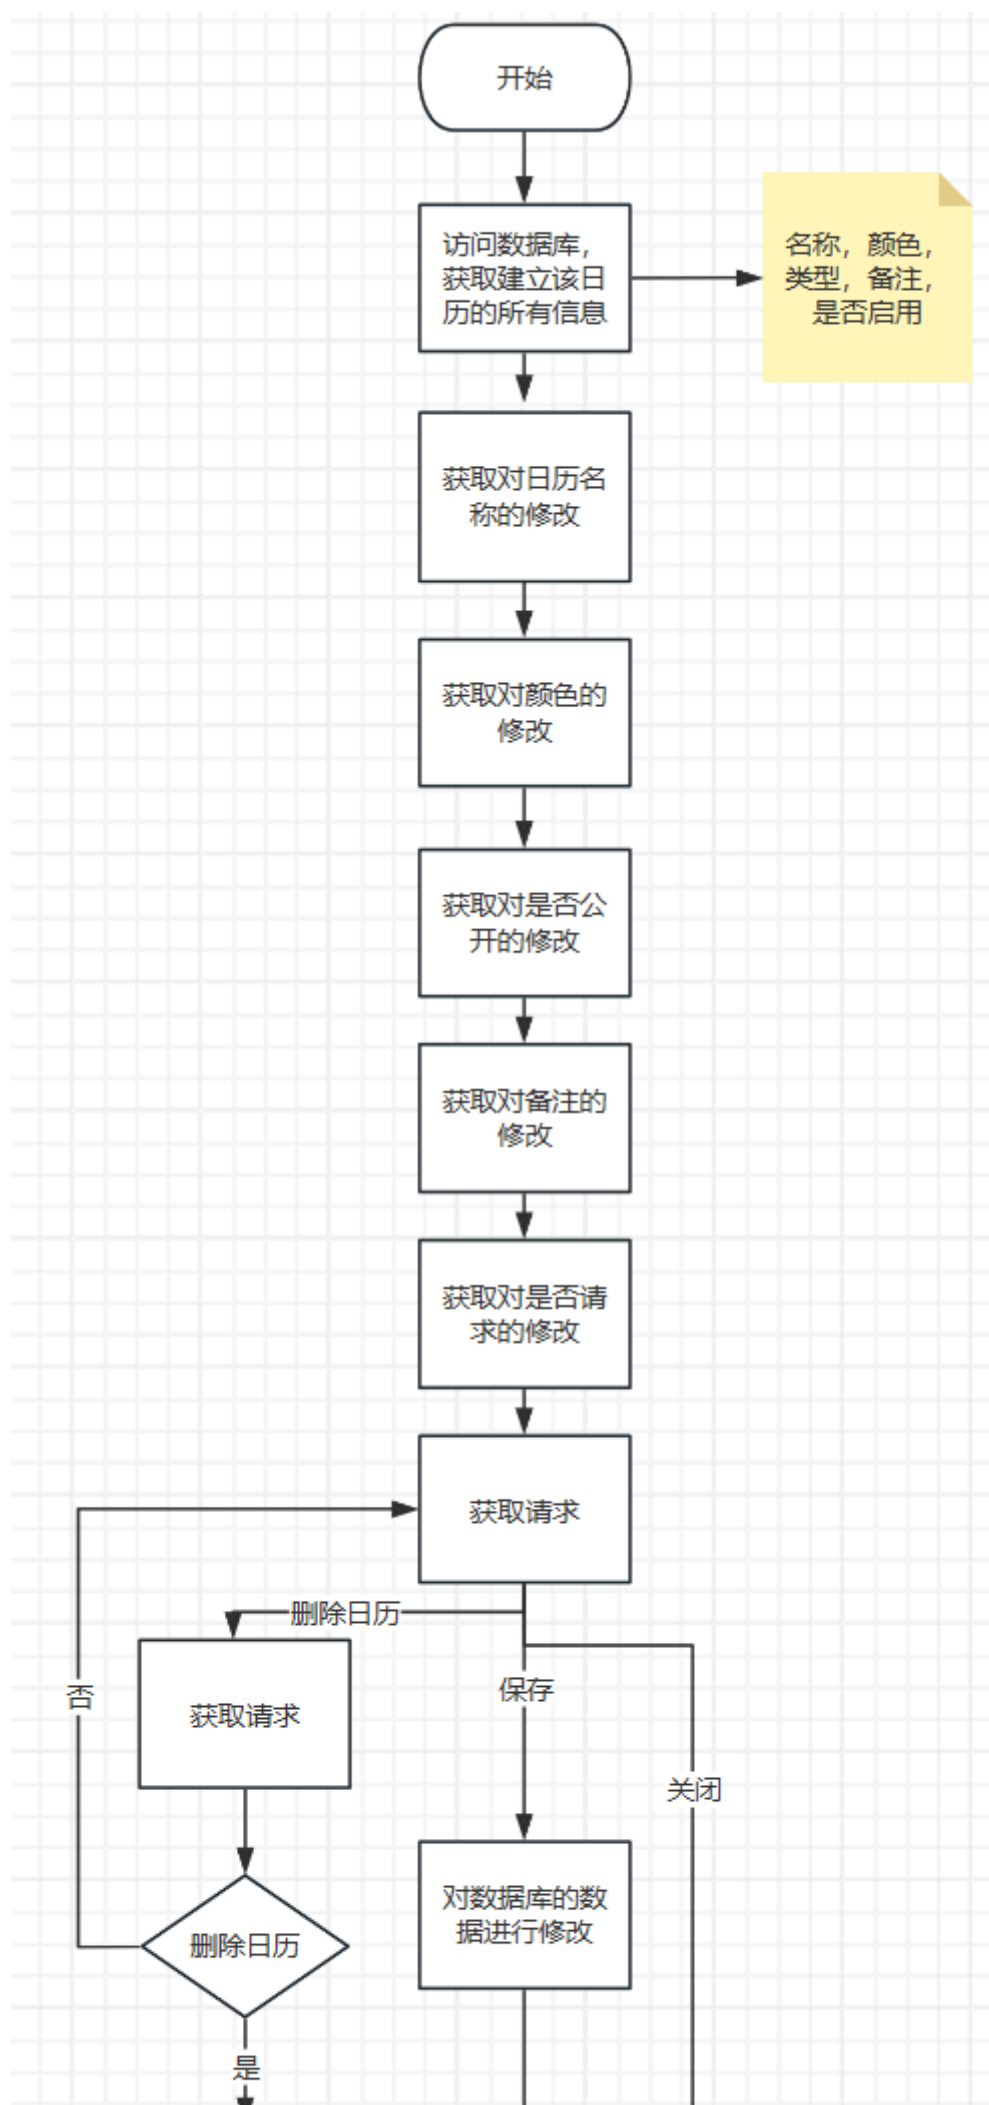 开始
访问数据库，
获取建立该日
历的所有信息
名称，颜色，
类型，备注，
是否启用
获取对日历名
称的修改
获取对颜色的
修改
获取对是否公
开的修改
获取对备注的
修改
获取对是否请
求的修改
获取请求
删除日历
保存
否
获取请求
关闭
对数据库的数
据进行修改
删除日历
是